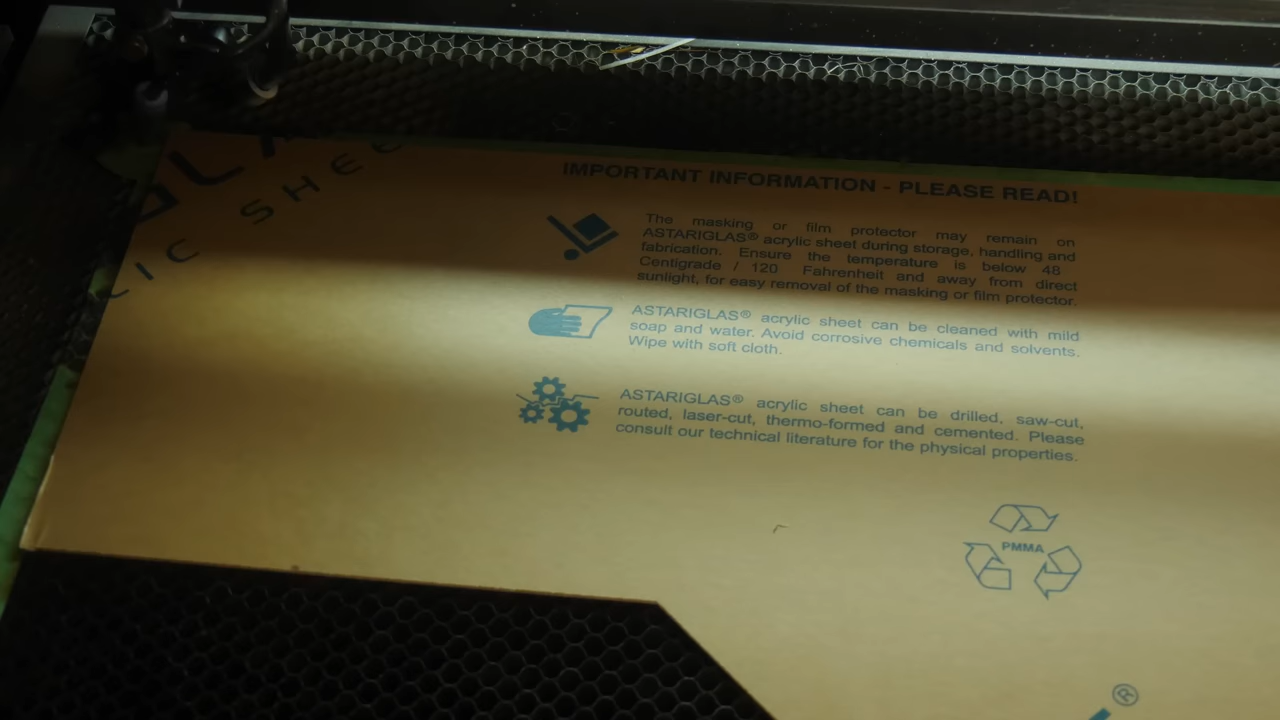 GLA
IC SHEE
IMPORTANT INFORMATION - PLEASE READ!
The masking or film protector may remain on
ASTARIGLAS® acrylic sheet during storage, handling and
fabrication. Ensure the temperature is below 48
Centigrade / 120 Fahrenheit and away from direct
sunlight, for easy removal of the masking or film protector.
ASTARIGLAS® acrylic sheet can be cleaned with mild
soap and water. Avoid corrosive chemicals and solvents.
Wipe with soft cloth.
ASTARIGLAS® acrylic sheet can be drilled, saw-cut,
routed, laser-cut, thermo-formed and cemented. Please
consult our technical literature for the physical properties.
PMMA
®